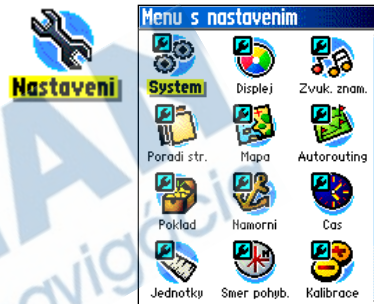 Nastaveni
Menu s nastavenim
System
Displej
Zvuk. znam.
Poradi str.
Mapa
Autorouting
Poklad
Namorni
Cas
Jednotky
Smer pohyb.
Kalibrace